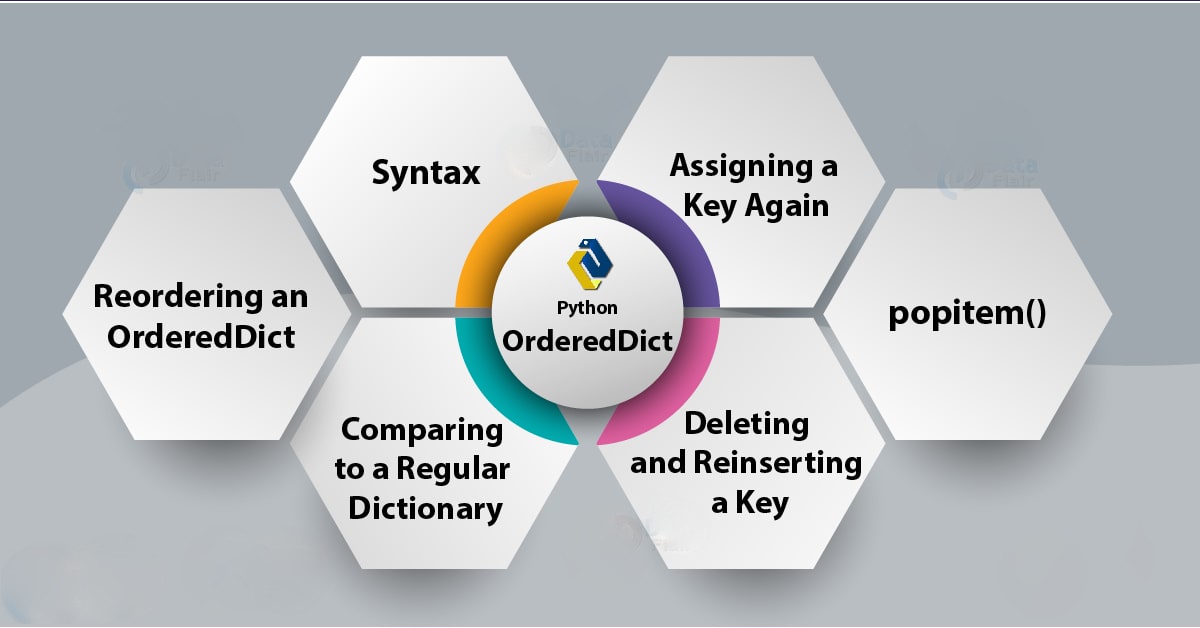 Syntax
Assigning a
Key Again
Reordering an
OrderedDict
Python
OrderedDict
popitem()
Comparing
to a Regular
Dictionary
Deleting
and Reinserting
a Key